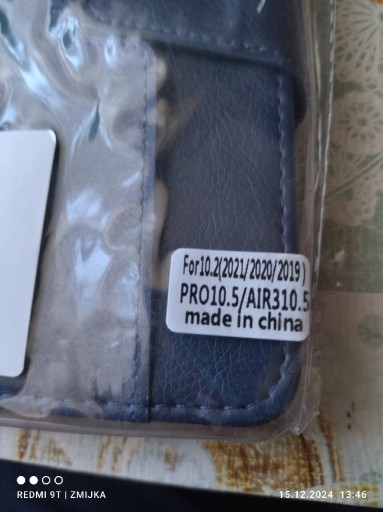 For10.2(2021/2020/2019 )
PRO10.5/AIR310.5
made in china
REDMI 9T | ZMIJKA
15.12.2024 13:46